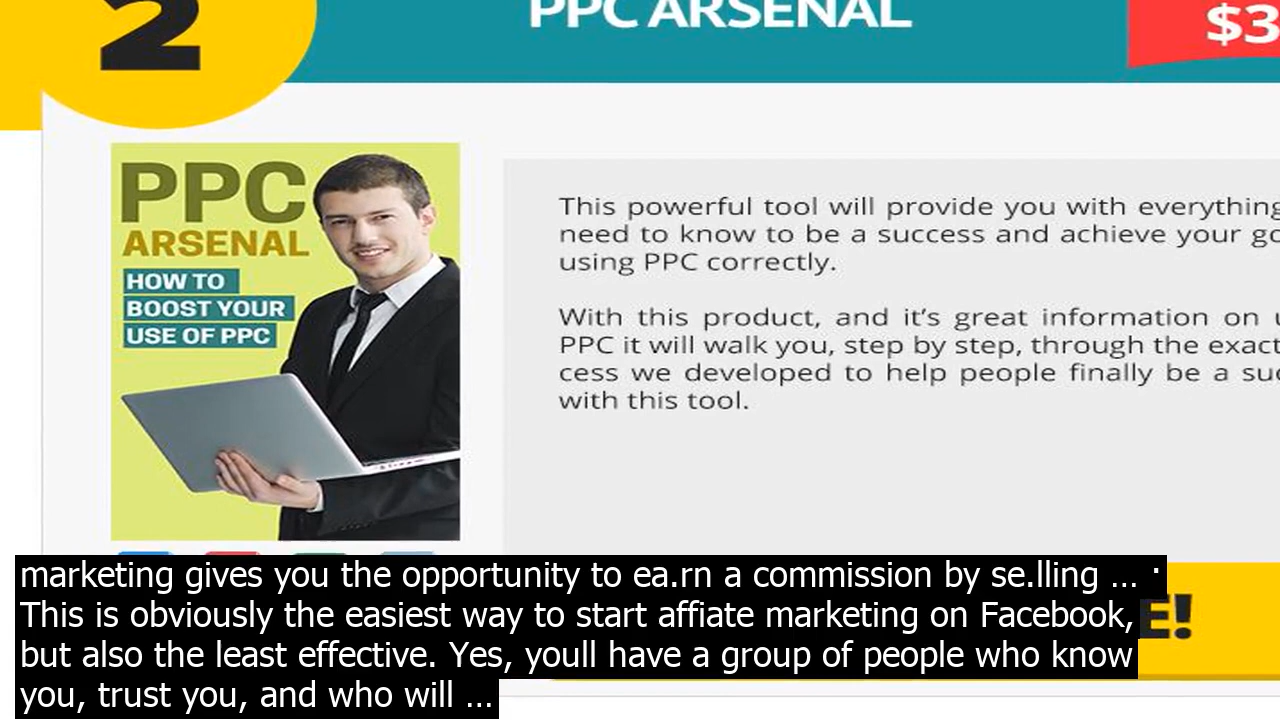 2
PPC ARSENAL
$3
PPC
ARSENAL
HOW TO
BOOST YOUR
USE OF PPC
This powerful tool will provide you with everything
need to know to be a success and achieve your go
using PPC correctly.
With this product, and it's great information on u
PPC it will walk you, step by step, through the exact
cess we developed to help people finally be a suc
with this tool.
E!
marketing gives you the opportunity to ea.rn a commission by se.lling ... ·
This is obviously the easiest way to start affiate marketing on Facebook,
but also the least effective. Yes, youll have a group of people who know
you, trust you, and who will ...